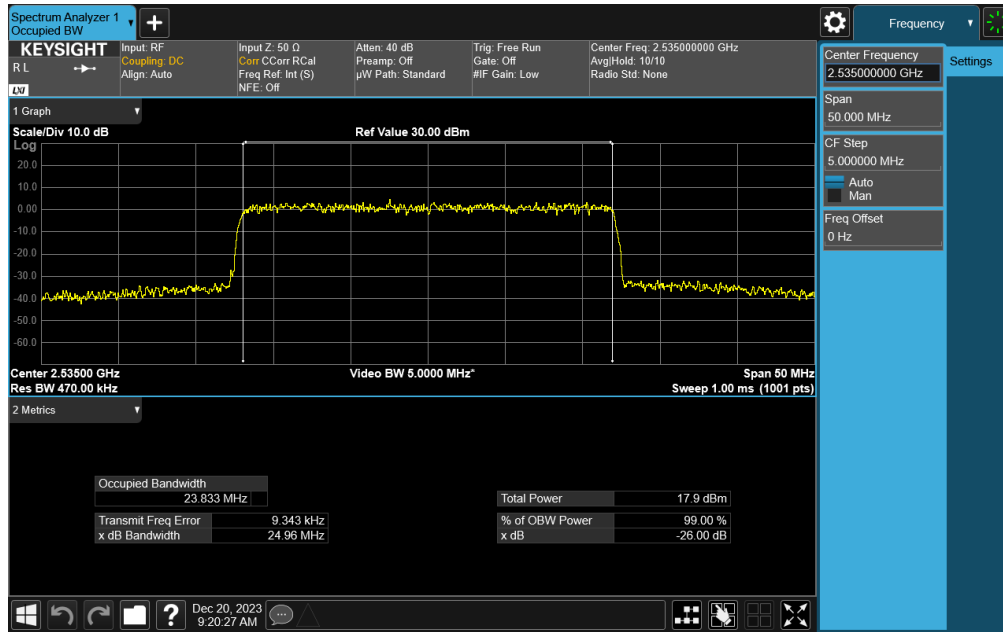 Spectrum Analyzer 1
Occupied BW
Frequency
KEYSIGHT
R L
LXI
Input: RF
Coupling: DC
Align: Auto
Input Z: 50 Ω
Corr CCorr RCal
Freq Ref: Int (S)
NFE: Off
Atten: 40 dB
Preamp: Off
µW Path: Standard
Trig: Free Run
Gate: Off
#IF Gain: Low
Center Freq: 2.535000000 GHz
Avg|Hold: 10/10
Radio Std: None
Center Frequency
2.535000000 GHz
Settings
Span
50.000 MHz
CF Step
5.000000 MHz
Auto
Man
Freq Offset
0 Hz
1 Graph
Scale/Div 10.0 dB
Ref Value 30.00 dBm
Log
20.0
10.0
0.00
-10.0
-20.0
-30.0
-40.0
-50.0
-60.0
Center 2.53500 GHz
Video BW 5.0000 MHz*
Span 50 MHz
Res BW 470.00 kHz
Sweep 1.00 ms (1001 pts)
2 Metrics
Occupied Bandwidth
23.833 MHz
Total Power 17.9 dBm
Transmit Freq Error 9.343 kHz
% of OBW Power 99.00 %
x dB Bandwidth 24.96 MHz
x dB -26.00 dB
?
Dec 20, 2023
9:20:27 AM